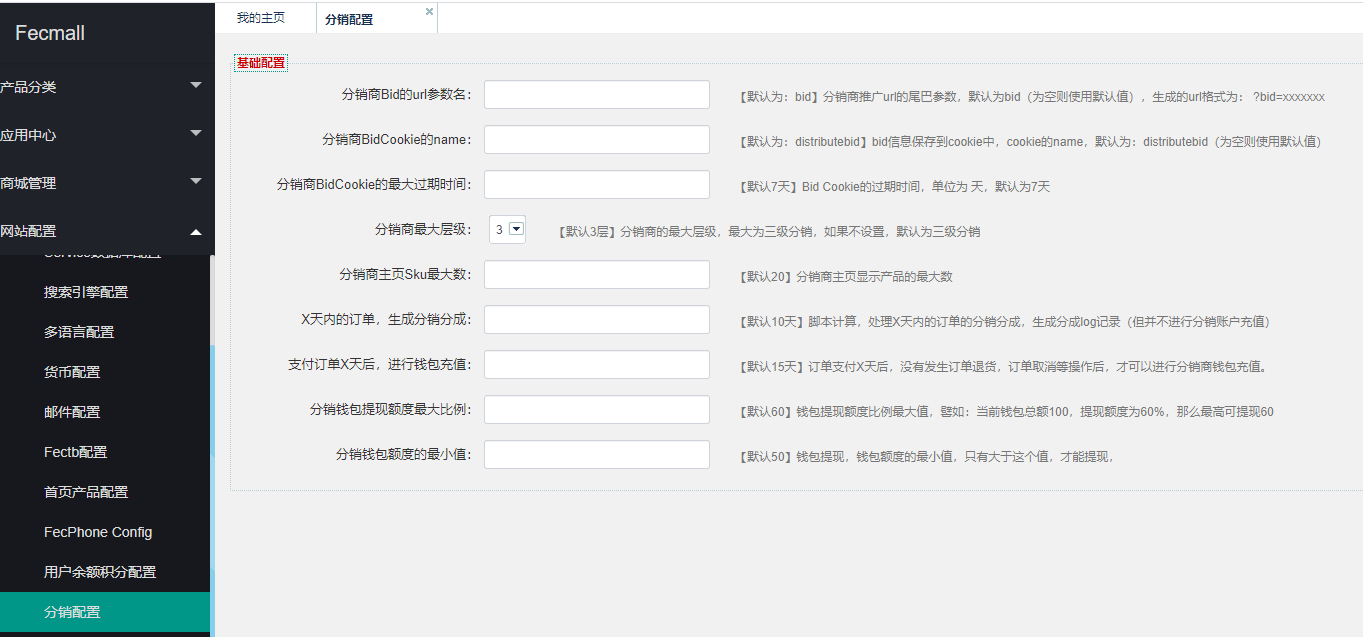 Fecmall
产品分类
应用中心
商城管理
网站配置
搜索引擎配置
多语言配置
货币配置
邮件配置
Fectb配置
首页产品配置
FecPhone Config
用户余额积分配置
分销配置
我的主页
分销配置
基础配置
分销商Bid的url参数名：
【默认为：bid】分销商推广url的尾巴参数，默认为bid（为空则使用默认值），生成的url格式为： ?bid=xxxxxxx
分销商BidCookie的name：
【默认为：distributebid】bid信息保存到cookie中，cookie的name，默认为：distributebid（为空则使用默认值）
分销商BidCookie的最大过期时间：
【默认7天】Bid Cookie的过期时间，单位为 天，默认为7天
分销商最大层级：
3
【默认3层】分销商的最大层级，最大为三级分销，如果不设置，默认为三级分销
分销商主页Sku最大数：
【默认20】分销商主页显示产品的最大数
X天内的订单，生成分销分成：
【默认10天】脚本计算，处理X天内的订单的分销分成，生成分成log记录（但并不进行分销账户充值）
支付订单X天后，进行钱包充值：
【默认15天】订单支付X天后，没有发生订单退货，订单取消等操作后，才可以进行分销商钱包充值。
分销钱包提现额度最大比例：
【默认60】钱包提现额度比例最大值，譬如：当前钱包总额100，提现额度为60%，那么最高可提现60
分销钱包额度的最小值：
【默认50】钱包提现，钱包额度的最小值，只有大于这个值，才能提现，